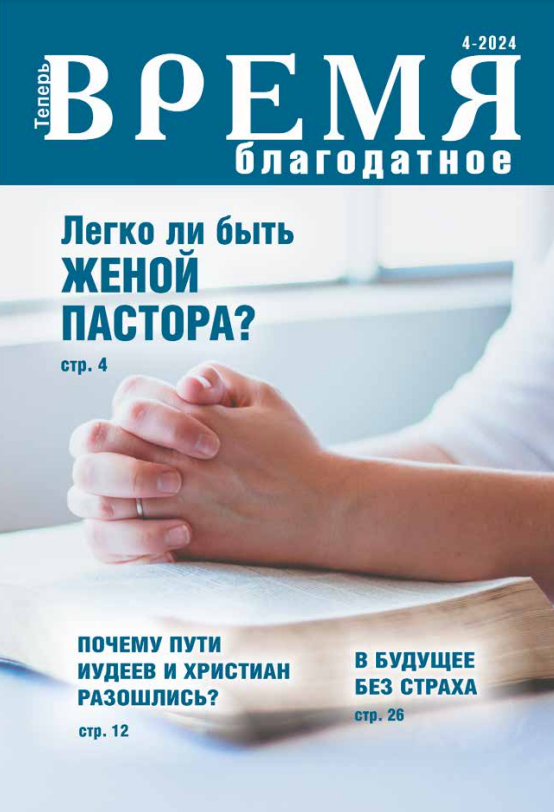 4-2024
Теперь
ВРЕМЯ
благодатное
Легко ли быть
ЖЕНОЙ
ПАСТОРА?
стр. 4
ПОЧЕМУ ПУТИ
ИУДЕЕВ И ХРИСТИАН
РАЗОШЛИСЬ?
стр. 12
В БУДУЩЕЕ
БЕЗ СТРАХА
стр. 26